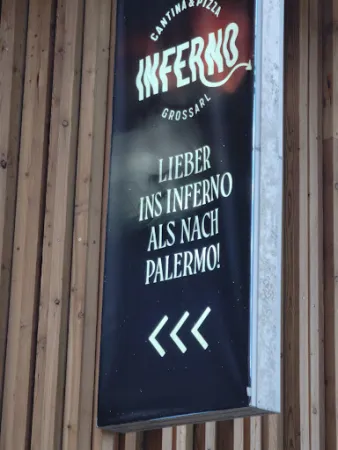 CANTINA & PIZZA
INFERNO
GROSSARL
LIEBER
INS INFERNO
ALS NACH
PALERMO!